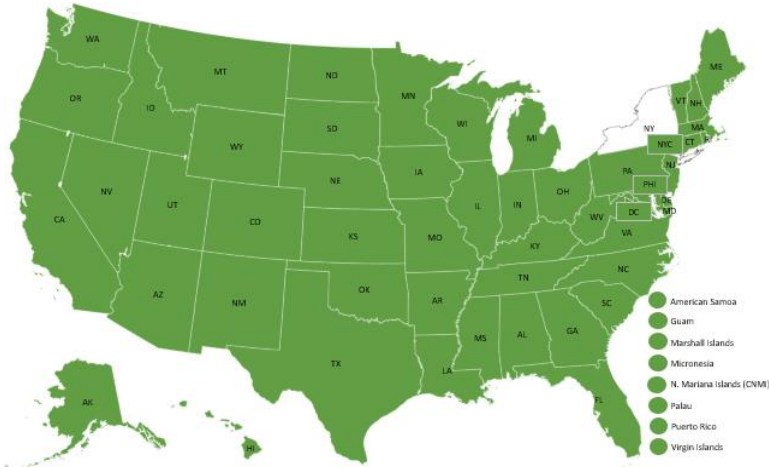 WA
MT
ND
OR
ID
WY
SD
MN
WI
MI
NY
VT
NH
ME
MA
CT
RI
NYC
NJ
PA
PHI
DE
MD
DC
NV
UT
CO
NE
IA
IL
IN
OH
WV
VA
CA
KS
MO
KY
AZ
NM
OK
AR
TN
NC
SC
TX
LA
MS
AL
GA
FL
AK
HI
American Samoa
Guam
Marshall Islands
Micronesia
N. Mariana Islands (CNMI)
Palau
Puerto Rico
Virgin Islands